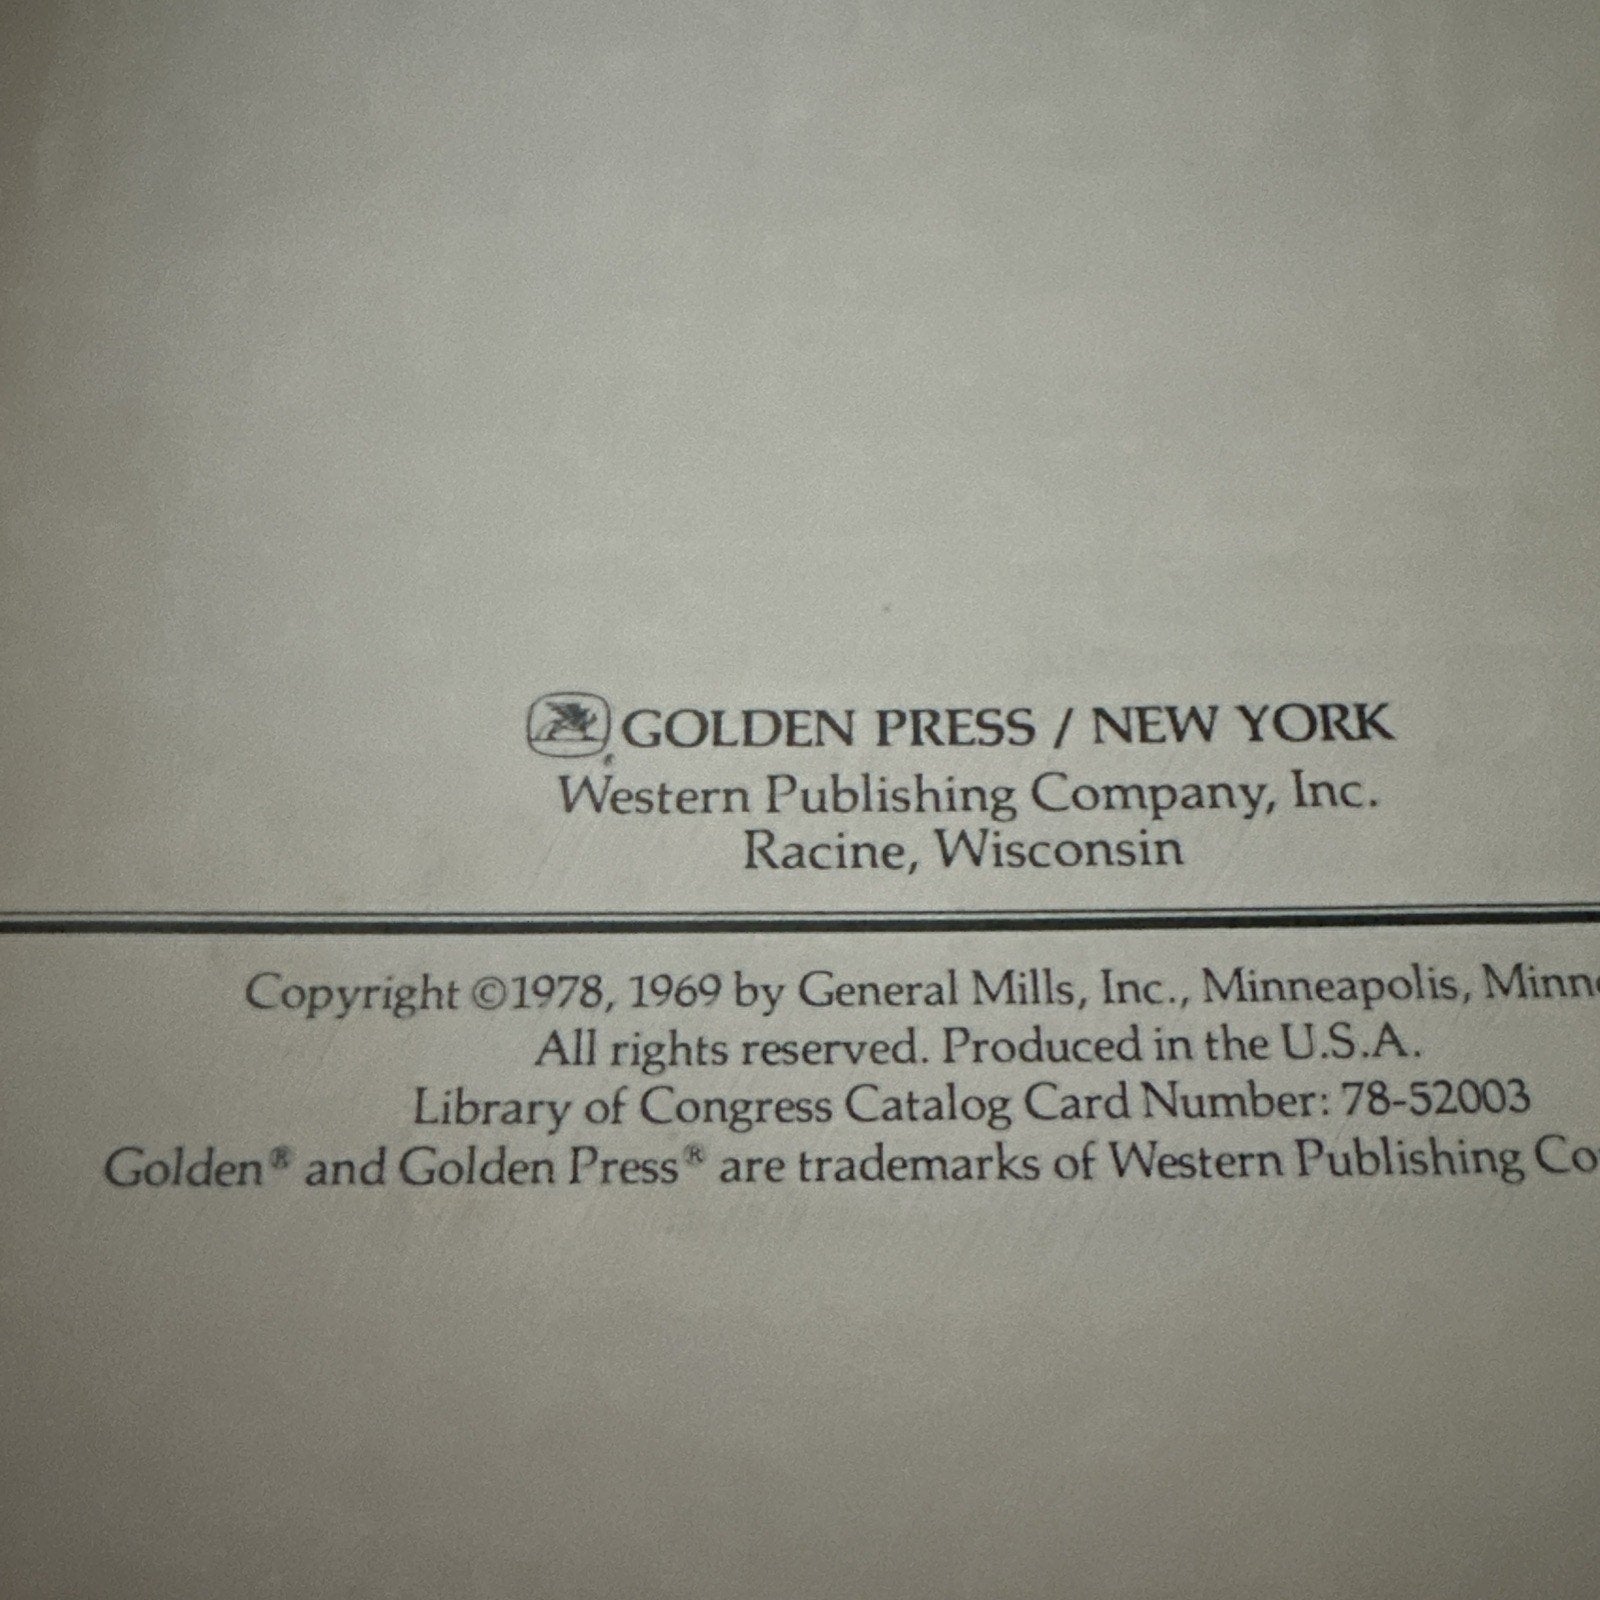 GOLDEN PRESS / NEW YORK
Western Publishing Company, Inc.
Racine, Wisconsin
Copyright ©1978, 1969 by General Mills, Inc., Minneapolis, Minne
All rights reserved. Produced in the U.S.A.
Library of Congress Catalog Card Number: 78-52003
Golden® and Golden Press® are trademarks of Western Publishing Co